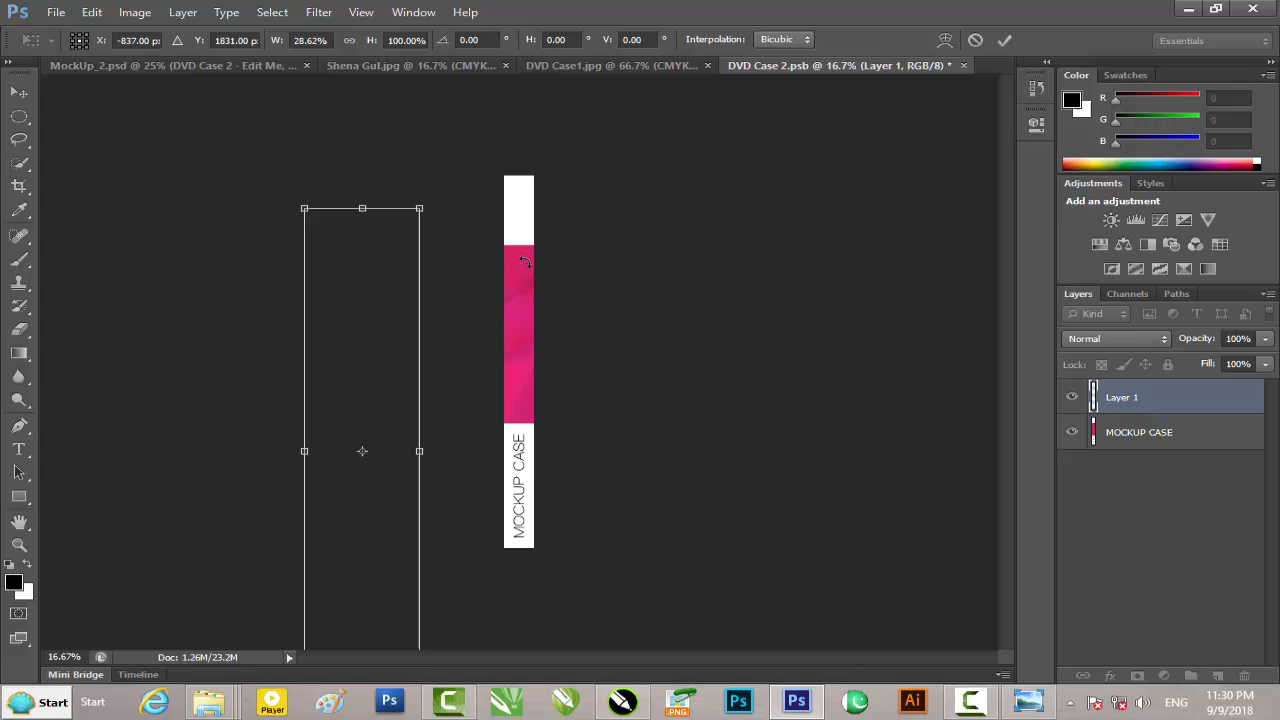 Ps File Edit Image Layer Type Select Filter View Window Help
X: -837.00 px Y: 1831.00 px W: 28.62% H: 100.00% 0.00 ° H: 0.00 ° V: 0.00 ° Interpolation: Bicubic Essentials
MockUp_2.psd @ 25% (DVD Case 2 - Edit Me, ... × Shena Gul.jpg @ 16.7% (CMYK... × DVD Case1.jpg @ 66.7% (CMYK... × DVD Case 2.psb @ 16.7% (Layer 1, RGB/8) * ×
Color Swatches
R 0
G 0
B 0
Adjustments Styles
Add an adjustment
Layers Channels Paths
Kind
Normal Opacity: 100%
Lock: Fill: 100%
Layer 1
MOCKUP CASE
MOCKUP CASE
16.67% Doc: 1.26M/23.2M
Mini Bridge Timeline
Start Start Player Ps PNG Ps Ps Ai ENG
11:30 PM
9/9/2018